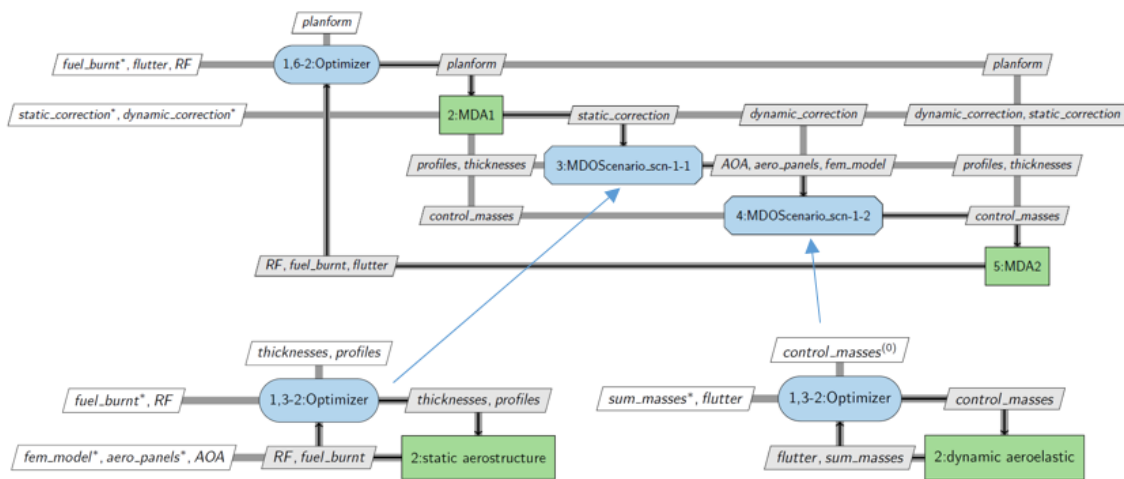 planform
fuel_burnt*, flutter, RF
1,6-2:Optimizer
planform
planform
static_correction*, dynamic_correction*
2:MDA1
static_correction
dynamic_correction
dynamic_correction, static_correction
profiles, thicknesses
3:MDOScenario_scn-1-1
AOA, aero_panels, fem_model
profiles, thicknesses
control_masses
4:MDOScenario_scn-1-2
control_masses
RF, fuel_burnt, flutter
5:MDA2
thicknesses, profiles
fuel_burnt*, RF
1,3-2:Optimizer
thicknesses, profiles
fem_model*, aero_panels*, AOA
RF, fuel_burnt
2:static aerostructure
control_masses(0)
sum_masses*, flutter
1,3-2:Optimizer
control_masses
flutter, sum_masses
2:dynamic aeroelastic